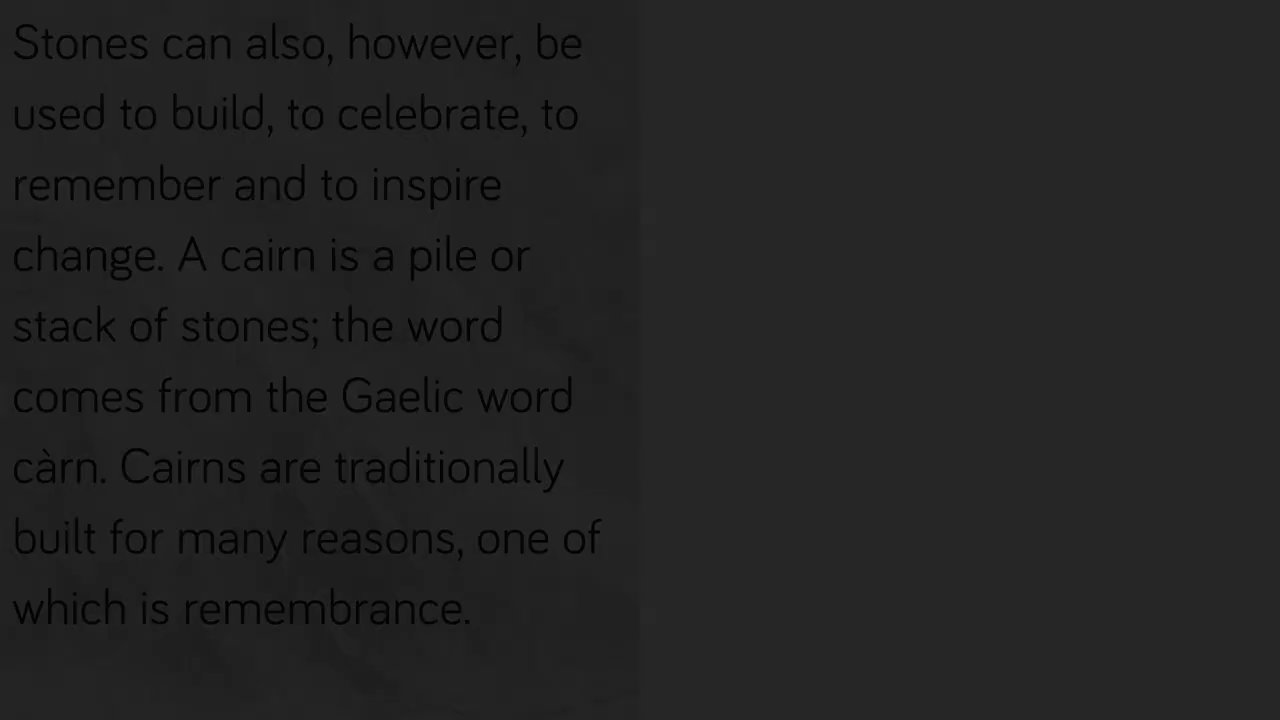 Stones can also, however, be
used to build, to celebrate, to
remember and to inspire
change. A cairn is a pile or
stack of stones; the word
comes from the Gaelic word
càrn. Cairns are traditionally
built for many reasons, one of
which is remembrance.